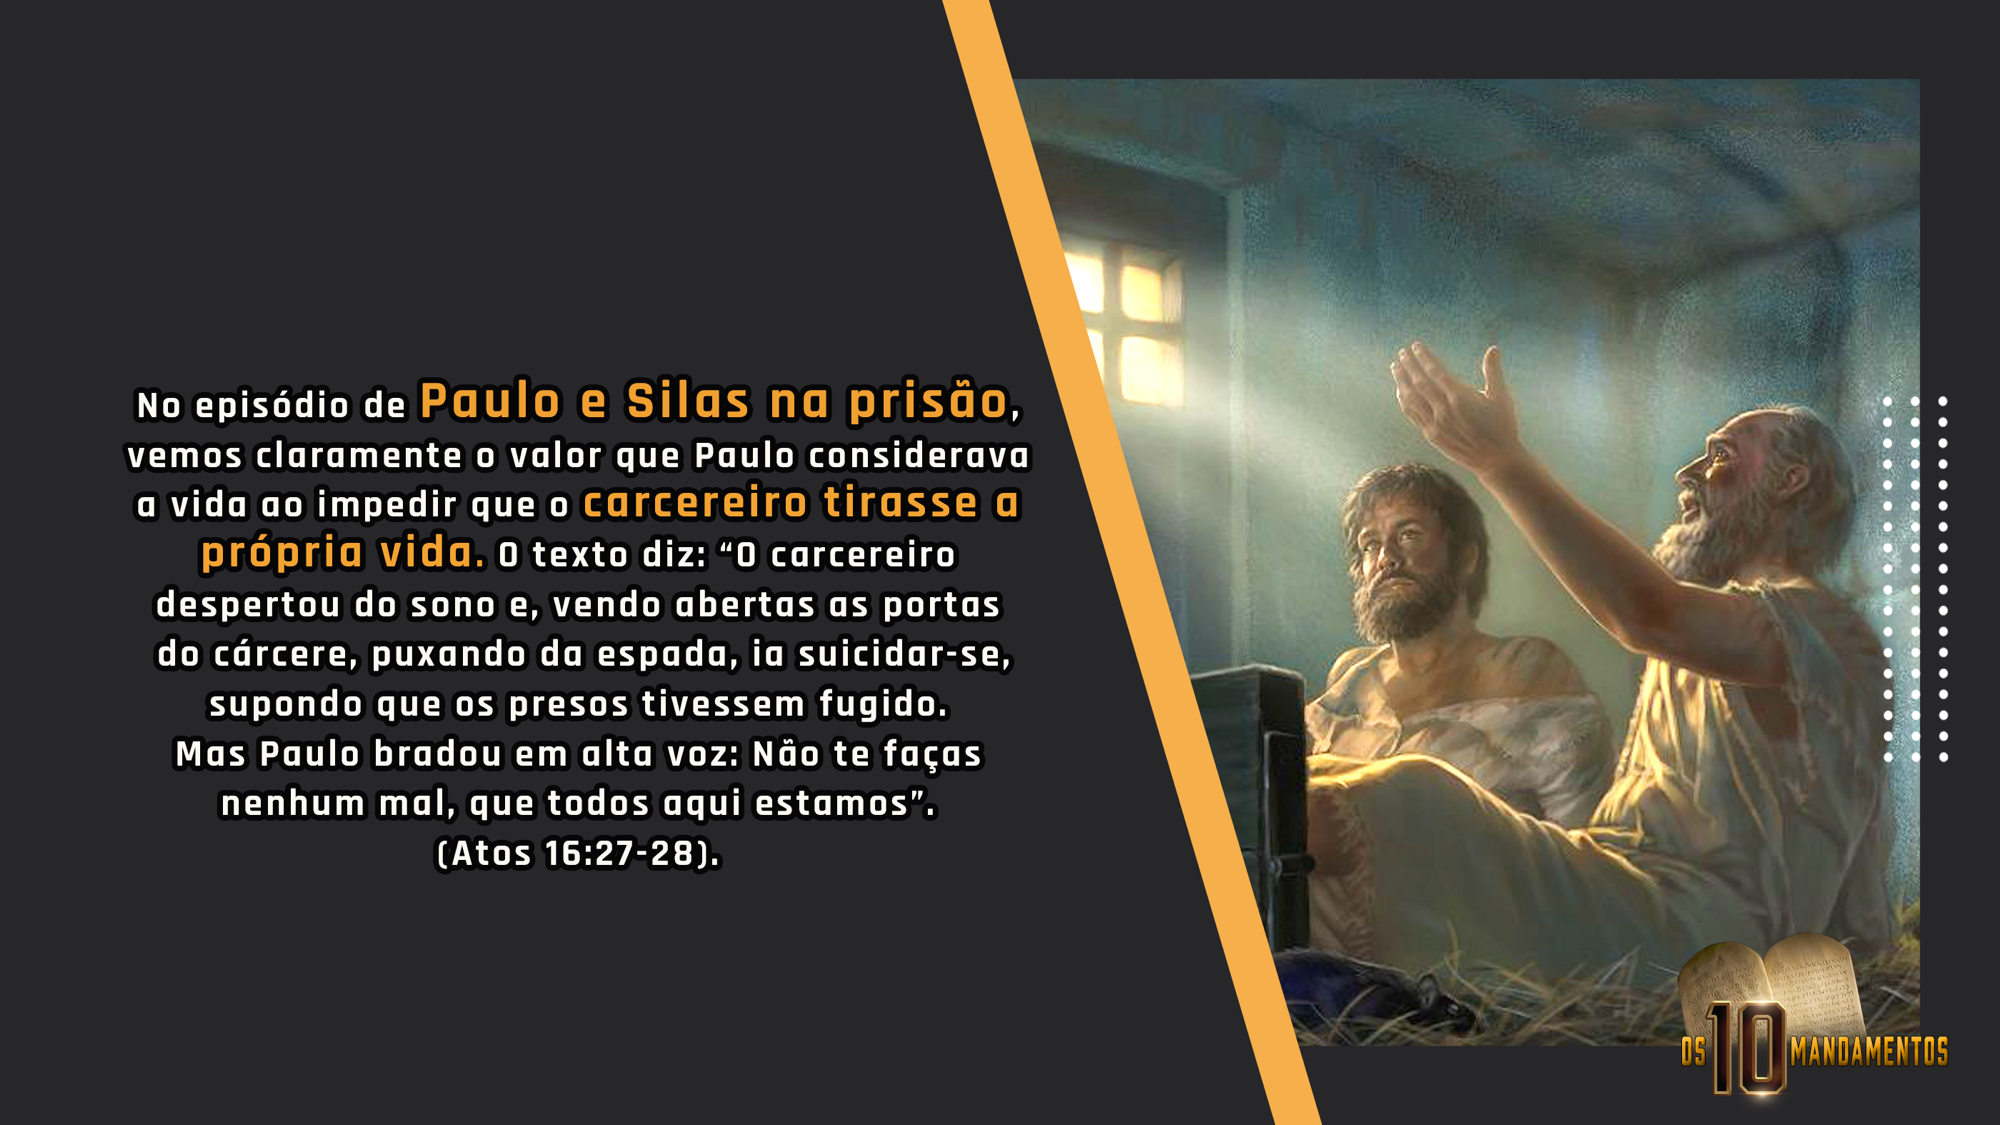 No episódio de Paulo e Silas na prisão,
vemos claramente o valor que Paulo considerava
a vida ao impedir que o carcereiro tirasse a
própria vida. O texto diz: “O carcereiro
despertou do sono e, vendo abertas as portas
do cárcere, puxando da espada, ia suicidar-se,
supondo que os presos tivessem fugido.
Mas Paulo bradou em alta voz: Não te faças
nenhum mal, que todos aqui estamos”.
(Atos 16:27-28).
OS 10 MANDAMENTOS